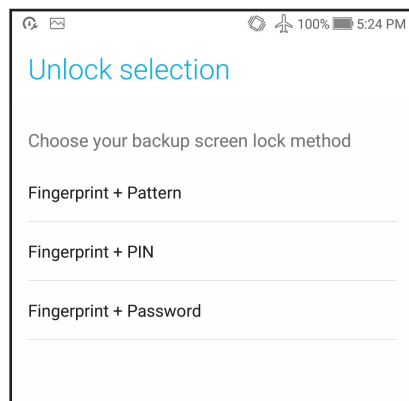 100% 5:24 PM
Unlock selection
Choose your backup screen lock method
Fingerprint + Pattern
Fingerprint + PIN
Fingerprint + Password